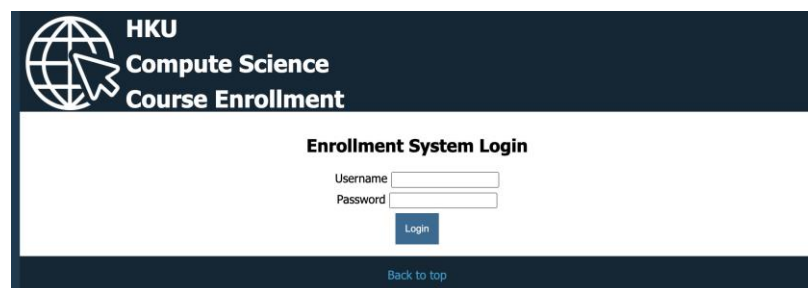 HKU
Compute Science
Course Enrollment
Enrollment System Login
Username
Password
Login
Back to top